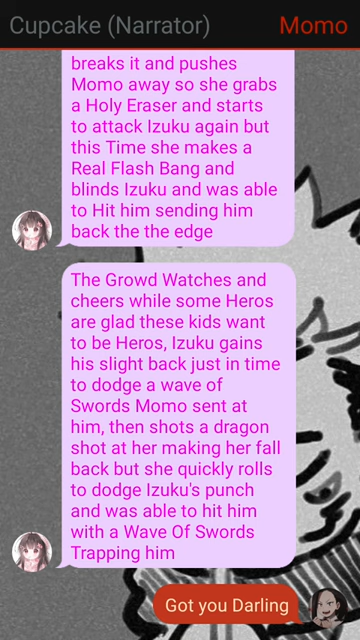 Cupcake (Narrator) Momo
breaks it and pushes
Momo away so she grabs
a Holy Eraser and starts
to attack Izuku again but
this Time she makes a
Real Flash Bang and
blinds Izuku and was able
to Hit him sending him
back the the edge
The Growd Watches and
cheers while some Heros
are glad these kids want
to be Heros, Izuku gains
his slight back just in time
to dodge a wave of
Swords Momo sent at
him, then shots a dragon
shot at her making her fall
back but she quickly rolls
to dodge Izuku's punch
and was able to hit him
with a Wave Of Swords
Trapping him
Got you Darling